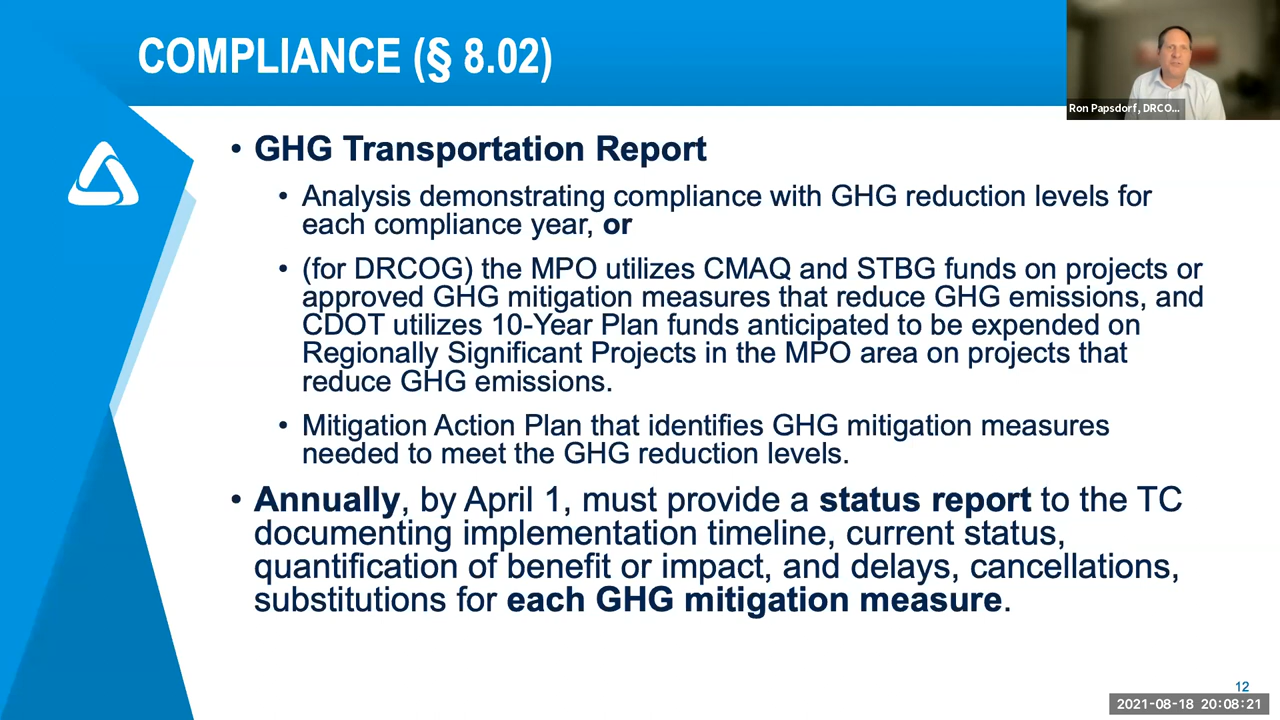 COMPLIANCE (§ 8.02)
Ron Papsdorf, DRCO...
• GHG Transportation Report
• Analysis demonstrating compliance with GHG reduction levels for
each compliance year, or
• (for DRCOG) the MPO utilizes CMAQ and STBG funds on projects or
approved GHG mitigation measures that reduce GHG emissions, and
CDOT utilizes 10-Year Plan funds anticipated to be expended on
Regionally Significant Projects in the MPO area on projects that
reduce GHG emissions.
• Mitigation Action Plan that identifies GHG mitigation measures
needed to meet the GHG reduction levels.
• Annually, by April 1, must provide a status report to the TC
documenting implementation timeline, current status,
quantification of benefit or impact, and delays, cancellations,
substitutions for each GHG mitigation measure.
12
2021-08-18 20:08:21